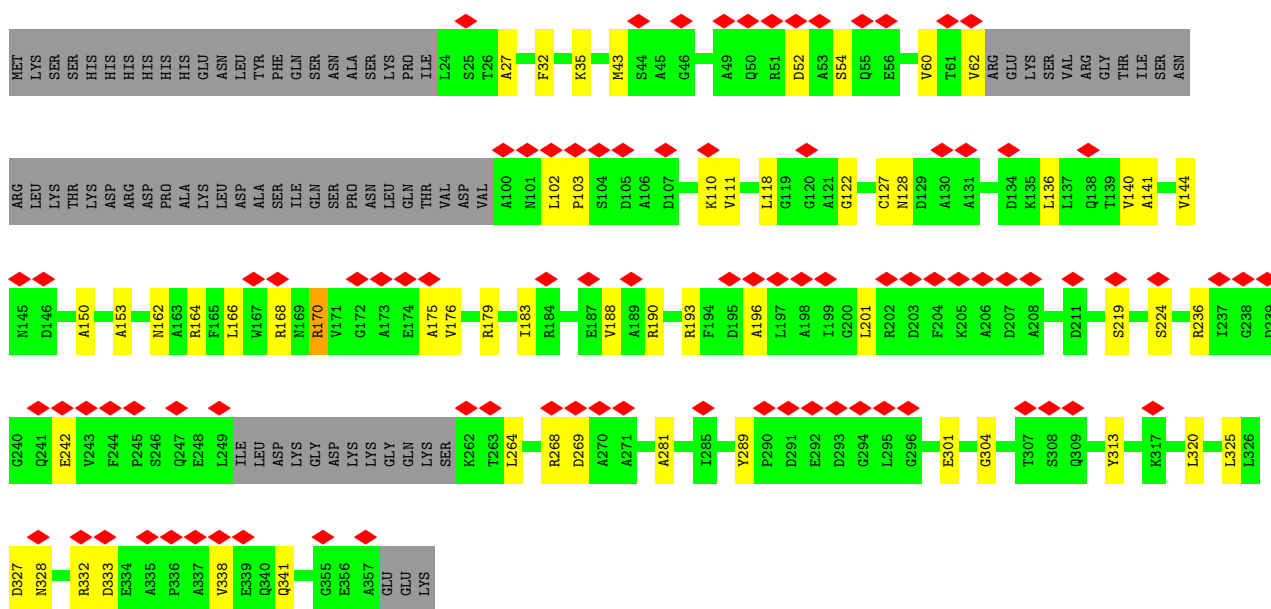 MET LYS SER SER HIS HIS HIS HIS HIS HIS GLU ASN LEU TYR PHE GLN SER ASN ALA SER LYS PRO ILE L24 S25 T26 A27 F32 K35 M43 S44 A45 G46 A49 Q50 R51 D52 A53 S54 Q55 E56 V60 T61 V62 ARG GLU LYS SER VAL ARG GLY THR ILE SER ASN
ARG LEU LYS THR LYS ASP ARG ASP PRO ALA LYS LEU ASP ALA SER ILE GLN SER PRO ASN LEU GLN THR VAL ASP VAL A100 N101 L102 P103 S104 D105 A106 D107 K110 V111 L118 G119 G120 A121 G122 C127 N128 D129 A130 A131 D134 K135 L136 L137 Q138 T139 V140 A141 V144
N145 D146 A150 A153 N162 A163 R164 F165 L166 W167 R168 N169 R170 V171 G172 A173 E174 A175 V176 R179 I183 R184 E187 V188 A189 R190 R193 F194 D195 A196 L197 A198 I199 G200 L201 R202 D203 F204 K205 A206 D207 A208 D211 S219 S224 R236 I237 G238 D239
G240 Q241 E242 V243 F244 P245 S246 Q247 E248 L249 ILE LEU ASP LYS GLY ASP LYS LYS GLY GLN LYS SER K262 T263 L264 R268 D269 A270 A271 A281 I285 Y289 P290 D291 E292 D293 G294 L295 G296 E301 G304 T307 S308 Q309 Y313 K317 L320 L325 L326
D327 N328 R332 D333 E334 A335 P336 A337 V338 E339 Q340 Q341 G355 E356 A357 GLU GLU LYS